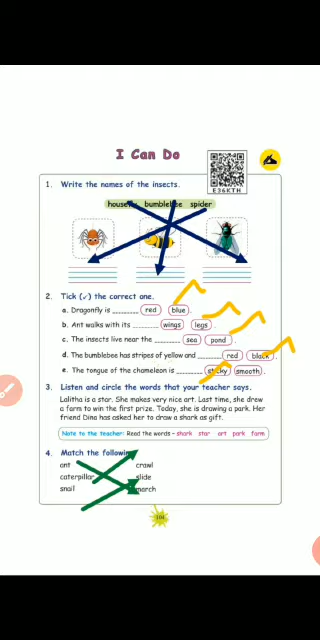 I Can Do
E36KTH
1. Write the names of the insects.
housefly bumblebee spider
2. Tick (✓) the correct one.
a. Dragonfly is ________ red blue
b. Ant walks with its ________ wings legs
c. The insects live near the ________ sea pond
d. The bumblebee has stripes of yellow and ________ red black
e. The tongue of the chameleon is ________ sticky smooth
3. Listen and circle the words that your teacher says.
Lalitha is a star. She makes very nice art. Last time, she drew
a farm to win the first prize. Today, she is drawing a park. Her
friend Dina has asked her to draw a shark as gift.
Note to the teacher: Read the words – shark star art park farm
4. Match the following.
ant crawl
caterpillar slide
snail march